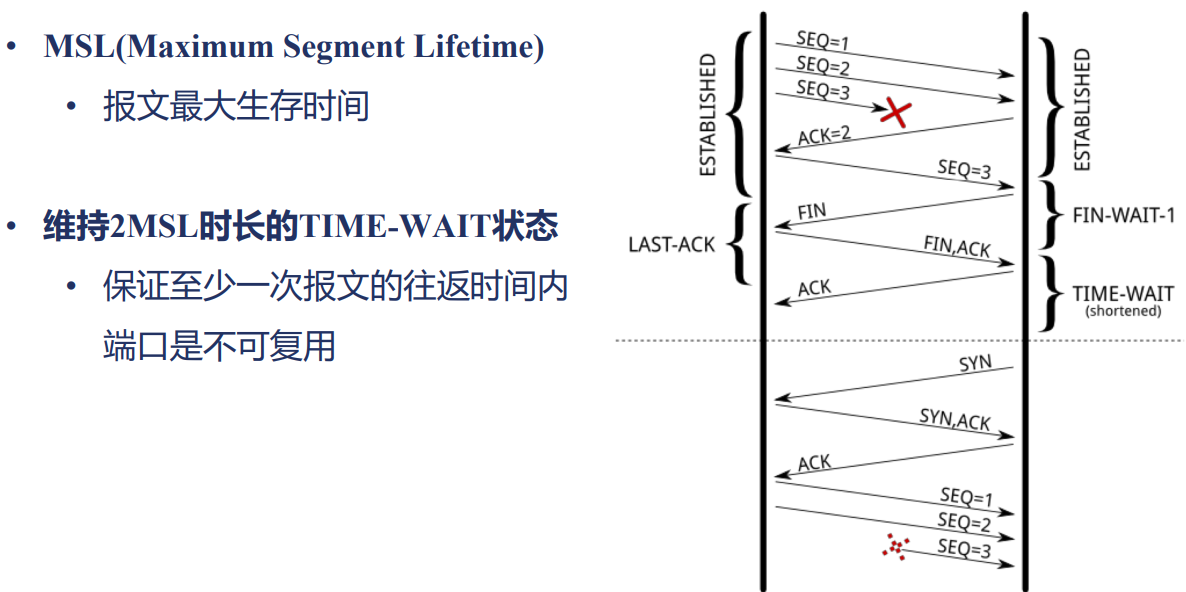 • MSL(Maximum Segment Lifetime)
• 报文最大生存时间
• 维持2MSL时长的TIME-WAIT状态
• 保证至少一次报文的往返时间内
端口是不可复用
SEQ=1
SEQ=2
SEQ=3
ACK=2
SEQ=3
ESTABLISHED
ESTABLISHED
FIN
FIN-WAIT-1
LAST-ACK
FIN,ACK
ACK
TIME-WAIT
(shortened)
SYN
SYN,ACK
ACK
SEQ=1
SEQ=2
SEQ=3